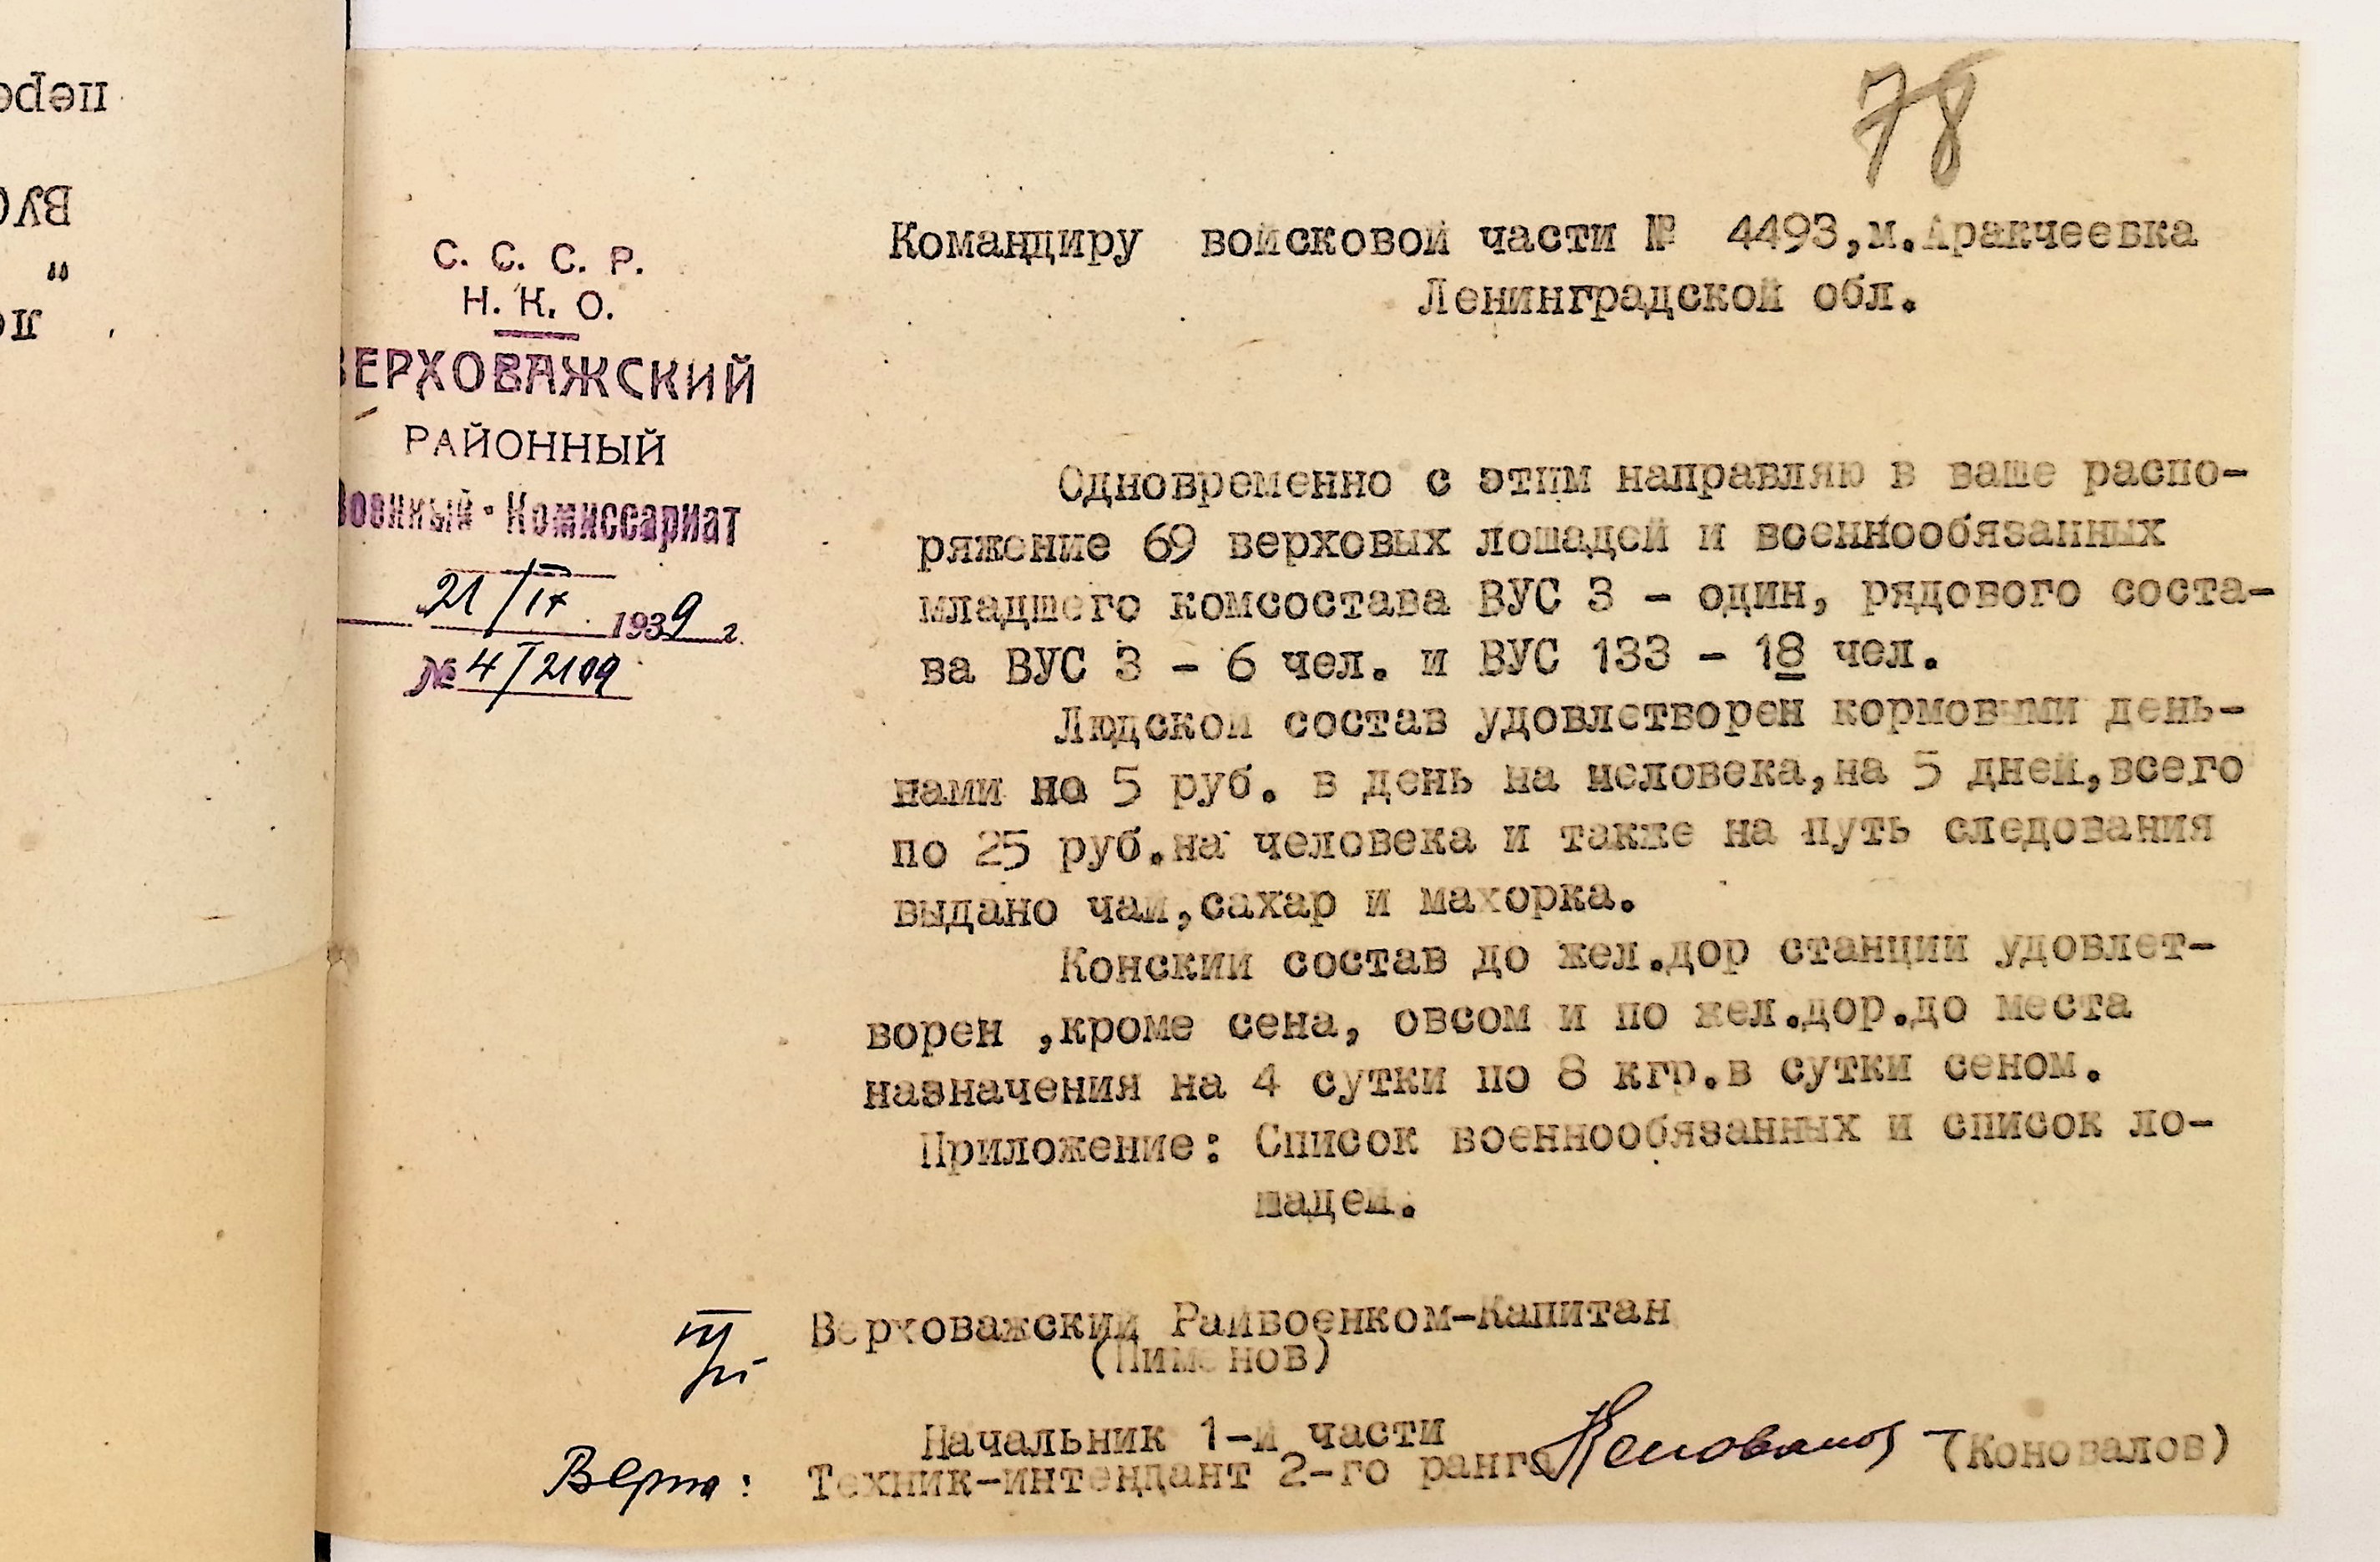 78
С. С. С. Р.
Н. К. О.
ВЕРХОВАЖСКИЙ
РАЙОННЫЙ
Военный-Комиссариат
21/IX 1939 г.
№ 4/2109
Командиру войсковой части № 4493,м.Аракчеевка
Ленинградской обл.
Одновременно с этим направляю в ваше распо-
ряжение 69 верховых лошадей и военнообязанных
младшего комсостава ВУС 3 - один, рядового соста-
ва ВУС 3 - 6 чел. и ВУС 133 - 18 чел.
Людской состав удовлетворен кормовыми день-
нами по 5 руб. в день на человека,на 5 дней,всего
по 25 руб.на человека и также на путь следования
выдано чай,сахар и махорка.
Конский состав до жел.дор станции удовлет-
ворен ,кроме сена, овсом и по жел.дор.до места
назначения на 4 сутки по 8 кгр.в сутки сеном.
Приложение: Список военнообязанных и список ло-
шадей.
Верховажский Райвоенком-Капитан
(Пименов)
Начальник 1-й части
Верно: Техник-интендант 2-го ранга Коновалов (Коновалов)
пере
ВУС
"